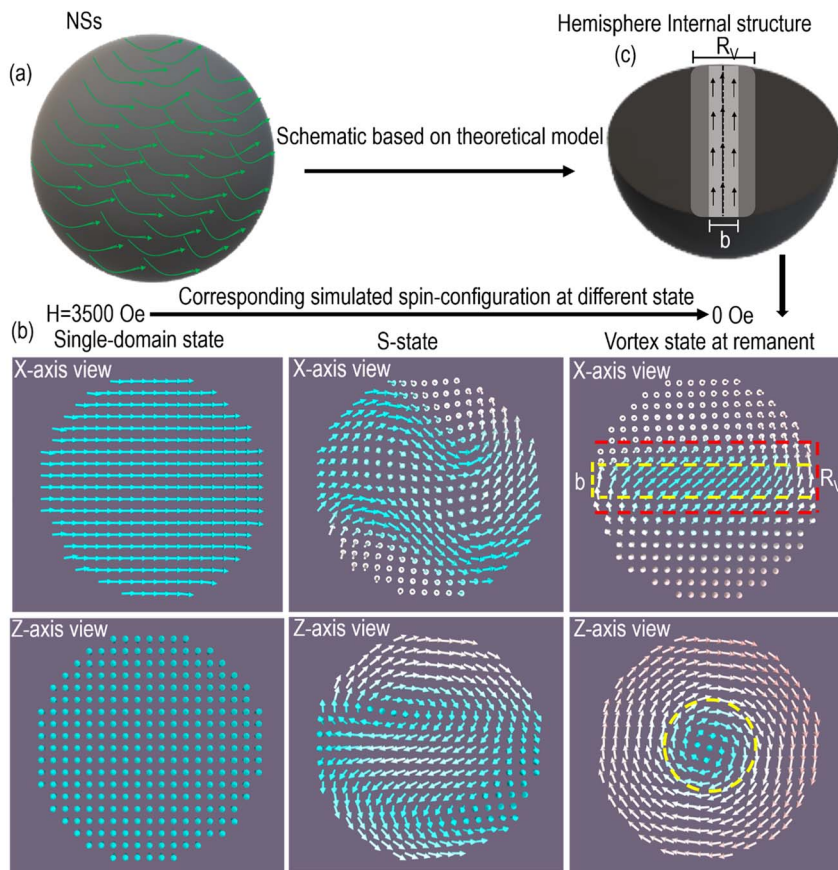 NSs
Hemisphere Internal structure
(a)
(c)
R_V
Schematic based on theoretical model
b
H=3500 Oe
Corresponding simulated spin-configuration at different state
0 Oe
(b)
Single-domain state
S-state
Vortex state at remanent
X-axis view
X-axis view
X-axis view
b
R_V
Z-axis view
Z-axis view
Z-axis view